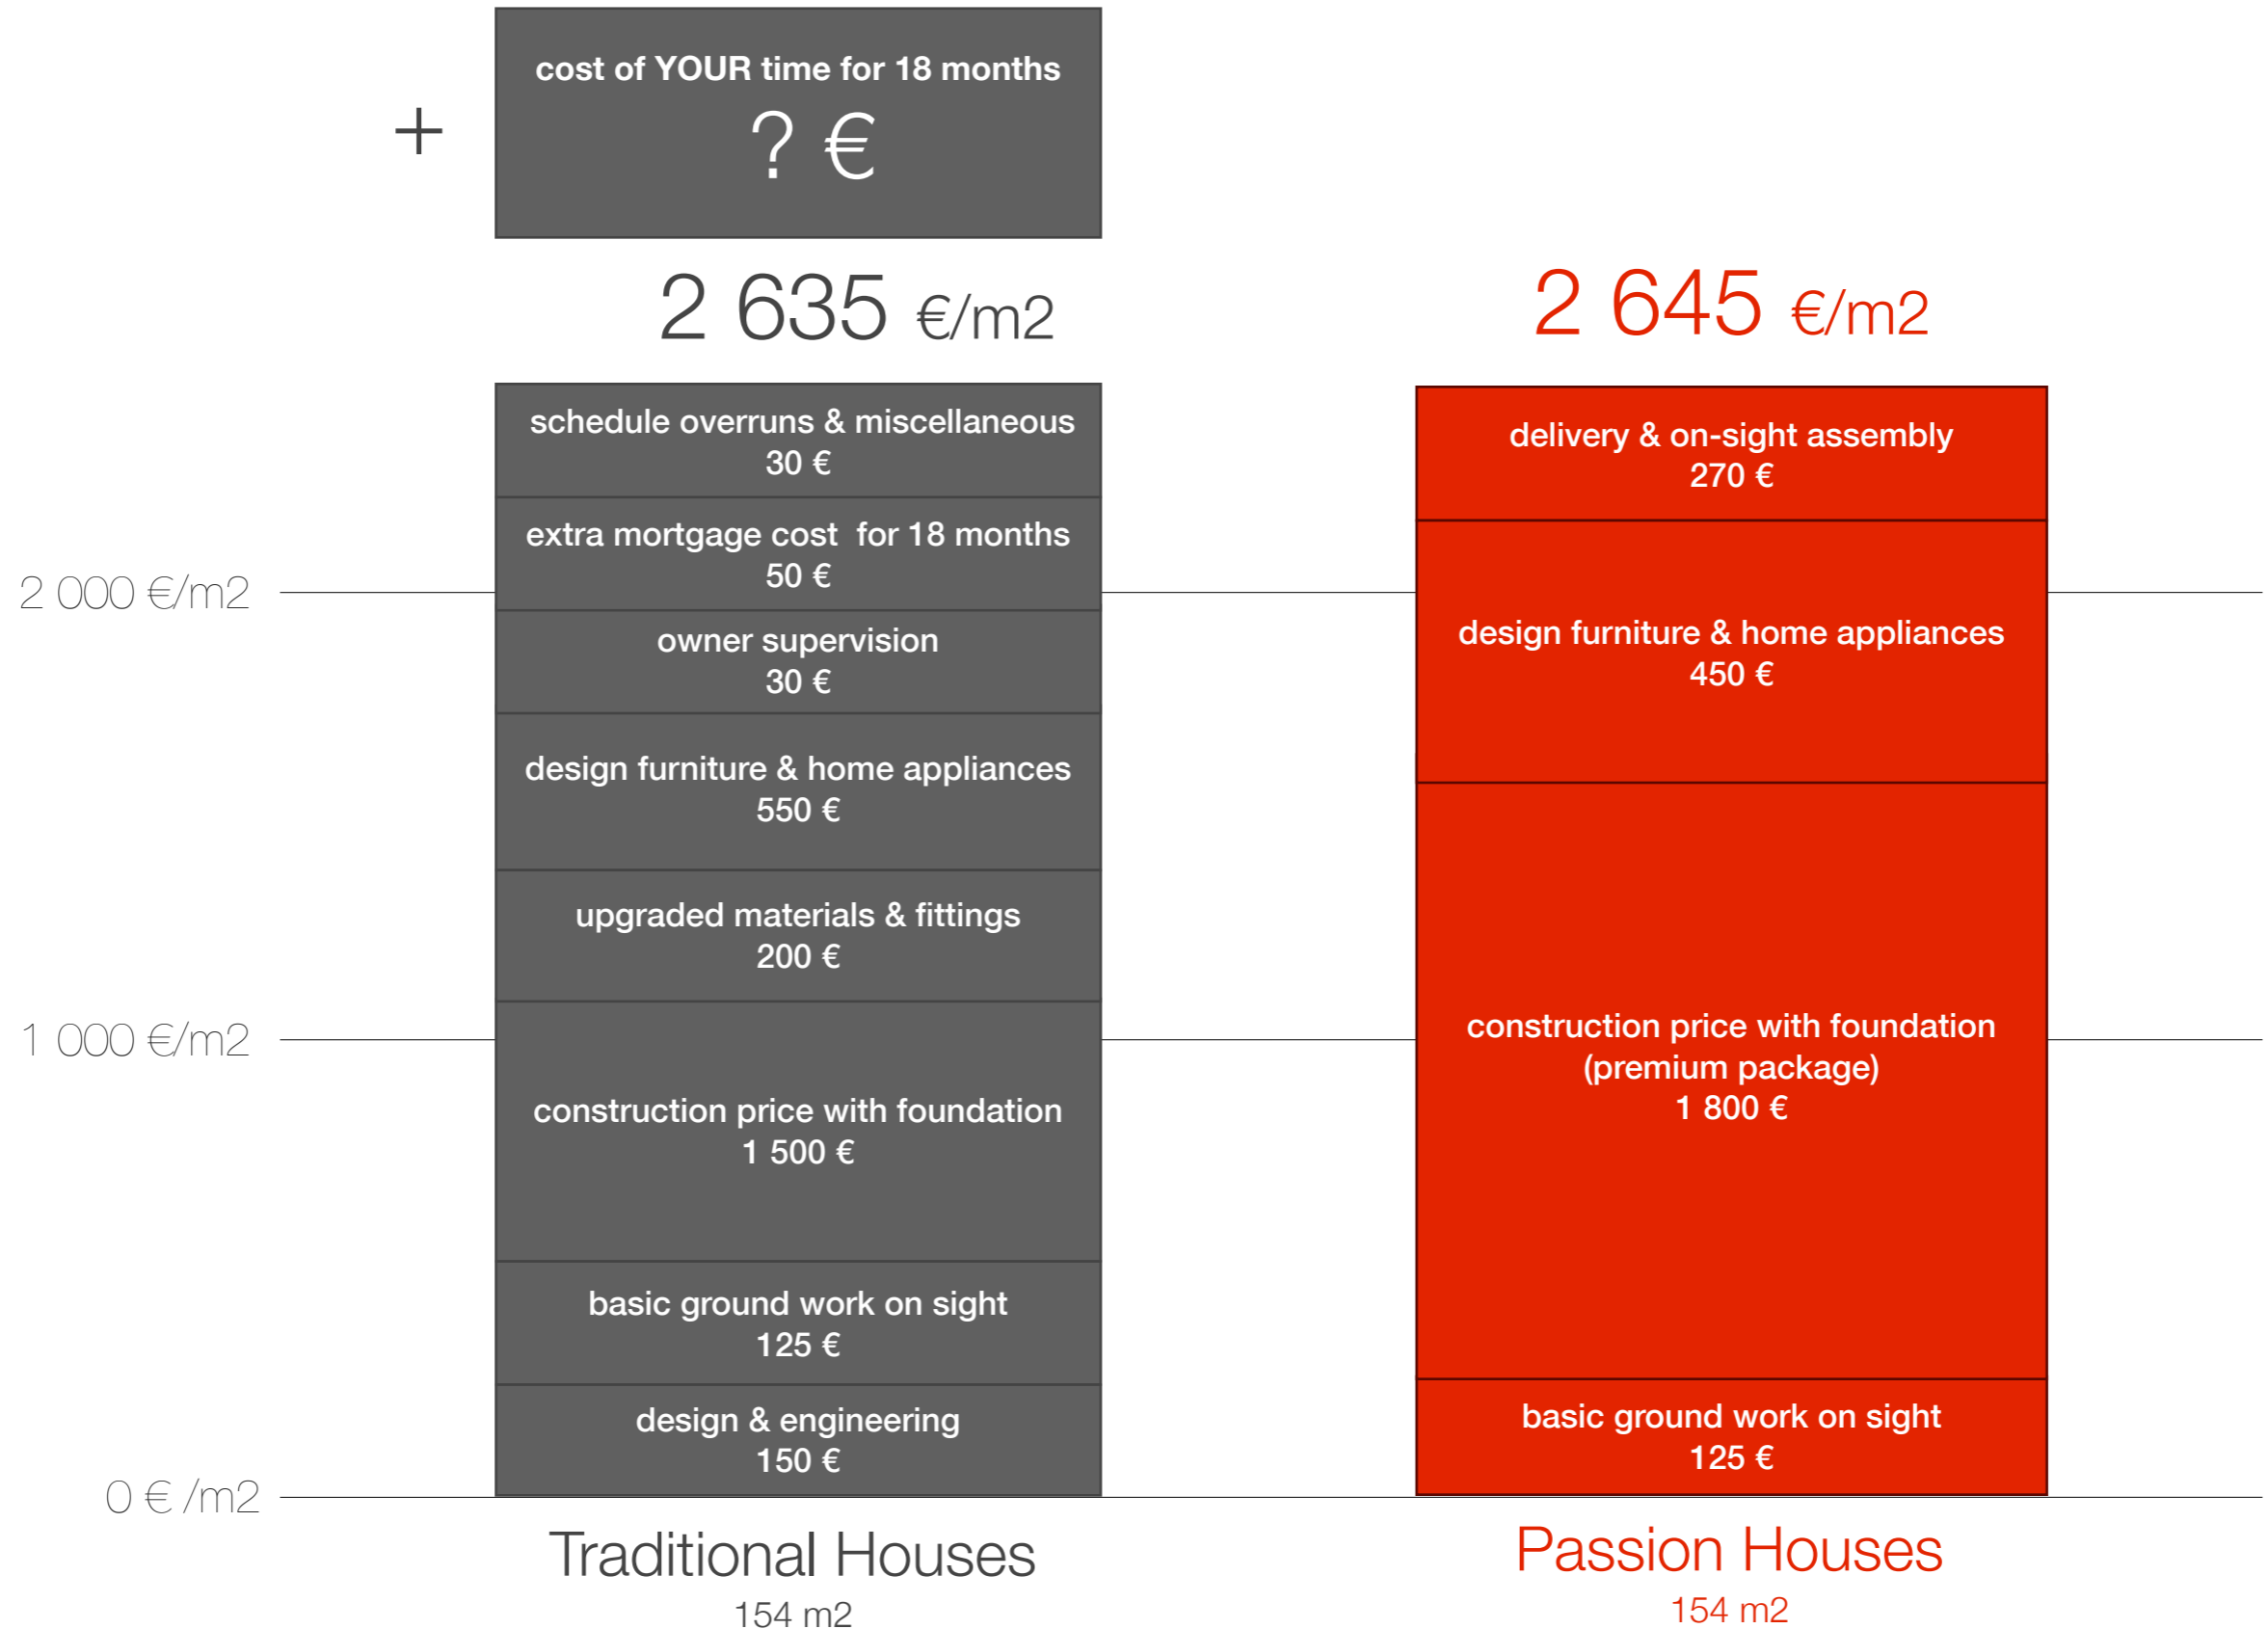 cost of YOUR time for 18 months
+
? €
2 635 €/m2
2 645 €/m2
schedule overruns & miscellaneous
30 €
extra mortgage cost  for 18 months
50 €
owner supervision
30 €
design furniture & home appliances
550 €
upgraded materials & fittings
200 €
construction price with foundation
1 500 €
basic ground work on sight
125 €
design & engineering
150 €
delivery & on-sight assembly
270 €
design furniture & home appliances
450 €
construction price with foundation
(premium package)
1 800 €
basic ground work on sight
125 €
2 000 €/m2
1 000 €/m2
0 € /m2
Traditional Houses
154 m2
Passion Houses
154 m2